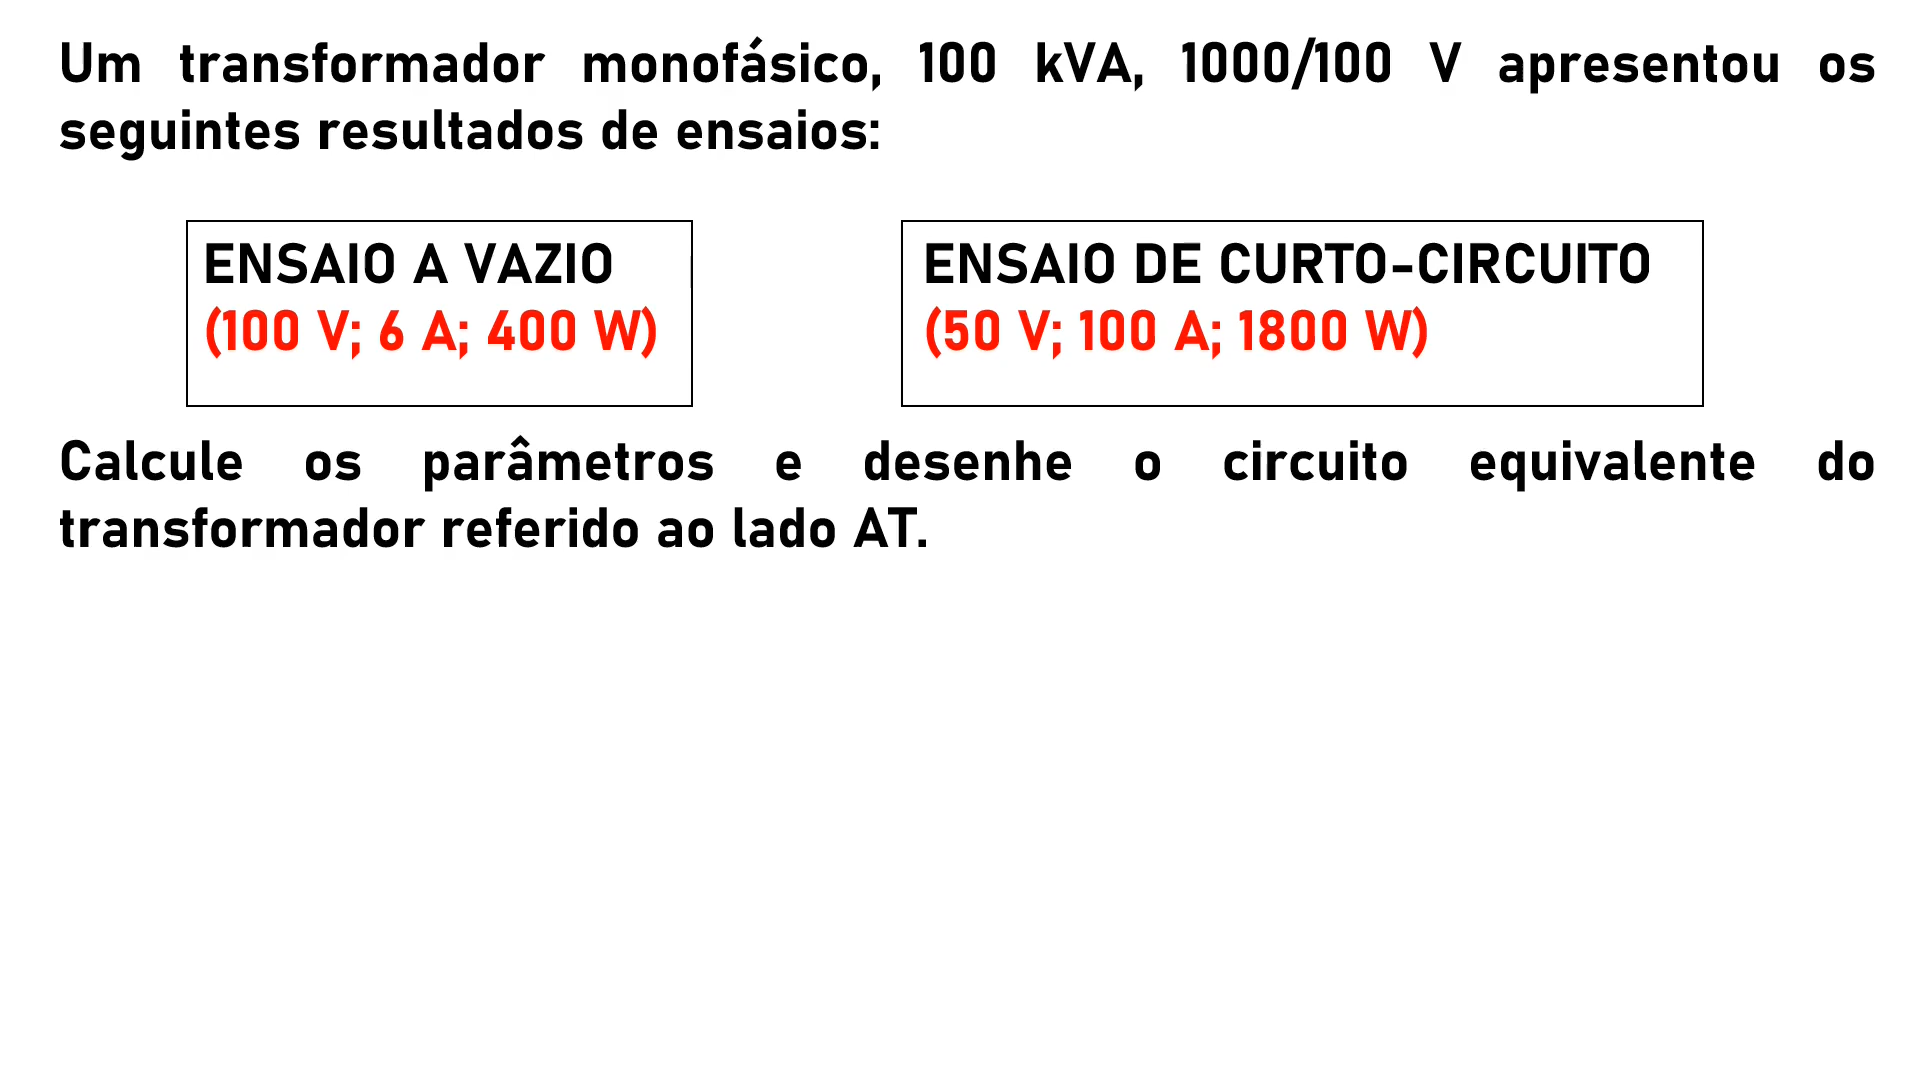 Um transformador monofásico, 100 kVA, 1000/100 V apresentou os
seguintes resultados de ensaios:
ENSAIO A VAZIO
(100 V; 6 A; 400 W)
ENSAIO DE CURTO-CIRCUITO
(50 V; 100 A; 1800 W)
Calcule os parâmetros e desenhe o circuito equivalente do
transformador referido ao lado AT.